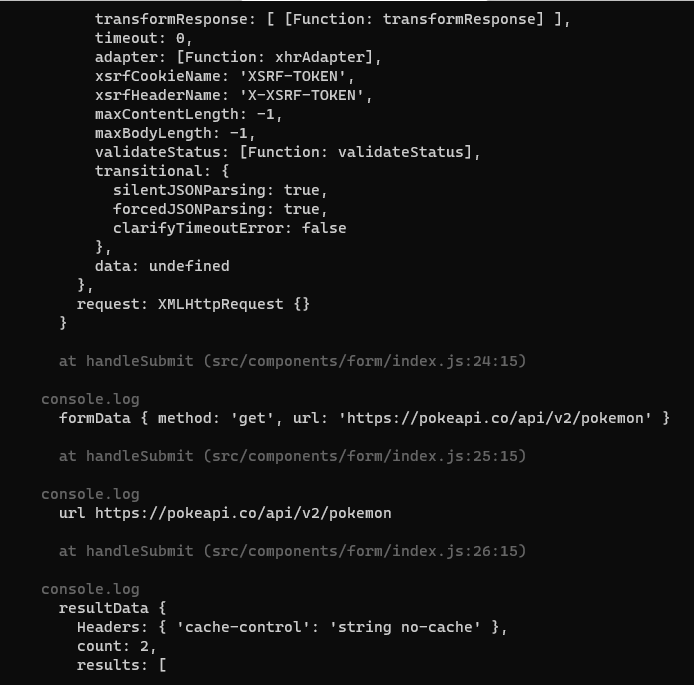 transformResponse: [ [Function: transformResponse] ],
timeout: 0,
adapter: [Function: xhrAdapter],
xsrfCookieName: 'XSRF-TOKEN',
xsrfHeaderName: 'X-XSRF-TOKEN',
maxContentLength: -1,
maxBodyLength: -1,
validateStatus: [Function: validateStatus],
transitional: {
silentJSONParsing: true,
forcedJSONParsing: true,
clarifyTimeoutError: false
},
data: undefined
},
request: XMLHttpRequest {}
}
at handleSubmit (src/components/form/index.js:24:15)
console.log
formData { method: 'get', url: 'https://pokeapi.co/api/v2/pokemon' }
at handleSubmit (src/components/form/index.js:25:15)
console.log
url https://pokeapi.co/api/v2/pokemon
at handleSubmit (src/components/form/index.js:26:15)
console.log
resultData {
Headers: { 'cache-control': 'string no-cache' },
count: 2,
results: [